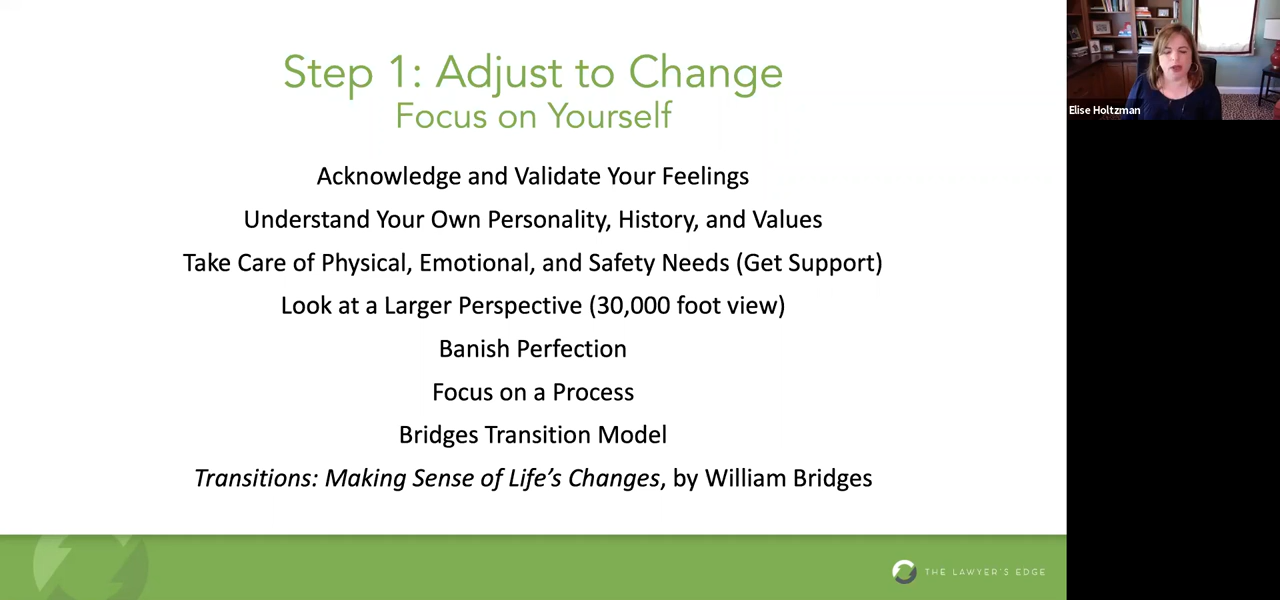 Step 1: Adjust to Change
Focus on Yourself
Acknowledge and Validate Your Feelings
Understand Your Own Personality, History, and Values
Take Care of Physical, Emotional, and Safety Needs (Get Support)
Look at a Larger Perspective (30,000 foot view)
Banish Perfection
Focus on a Process
Bridges Transition Model
Transitions: Making Sense of Life’s Changes, by William Bridges
THE LAWYER'S EDGE
Elise Holtzman